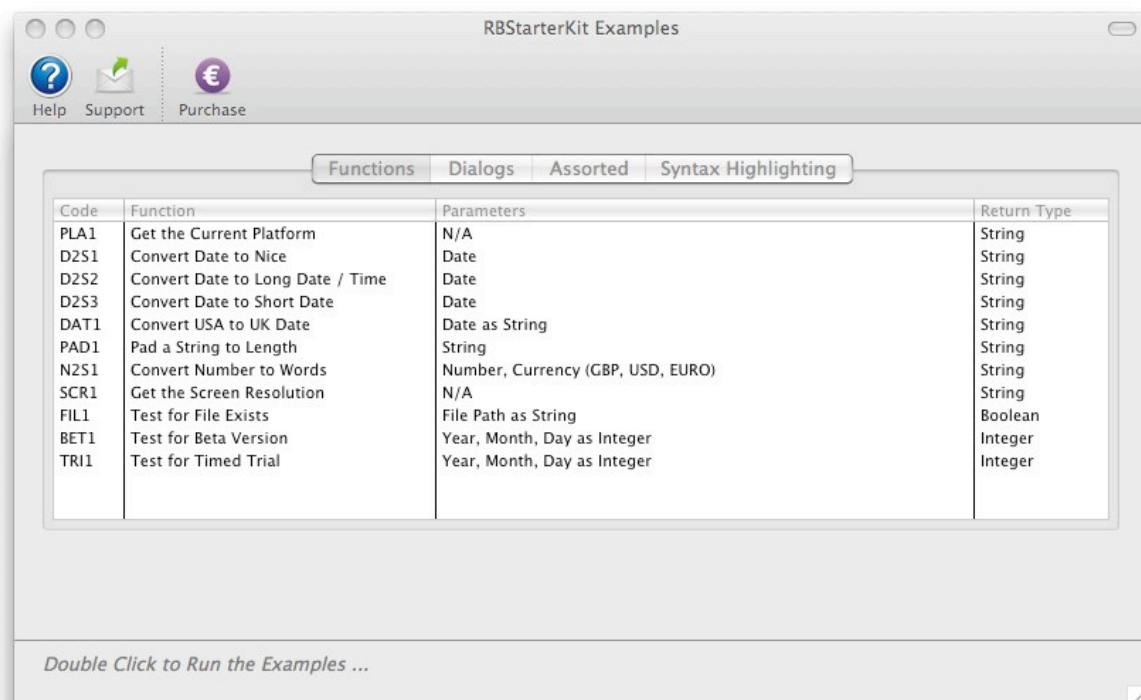 RBStarterKit Examples
Help Support Purchase
Functions Dialogs Assorted Syntax Highlighting
Code Function Parameters Return Type
PLA1 Get the Current Platform N/A String
D2S1 Convert Date to Nice Date String
D2S2 Convert Date to Long Date / Time Date String
D2S3 Convert Date to Short Date Date String
DAT1 Convert USA to UK Date Date as String String
PAD1 Pad a String to Length String String
N2S1 Convert Number to Words Number, Currency (GBP, USD, EURO) String
SCR1 Get the Screen Resolution N/A String
FIL1 Test for File Exists File Path as String Boolean
BET1 Test for Beta Version Year, Month, Day as Integer Integer
TRI1 Test for Timed Trial Year, Month, Day as Integer Integer
Double Click to Run the Examples ...